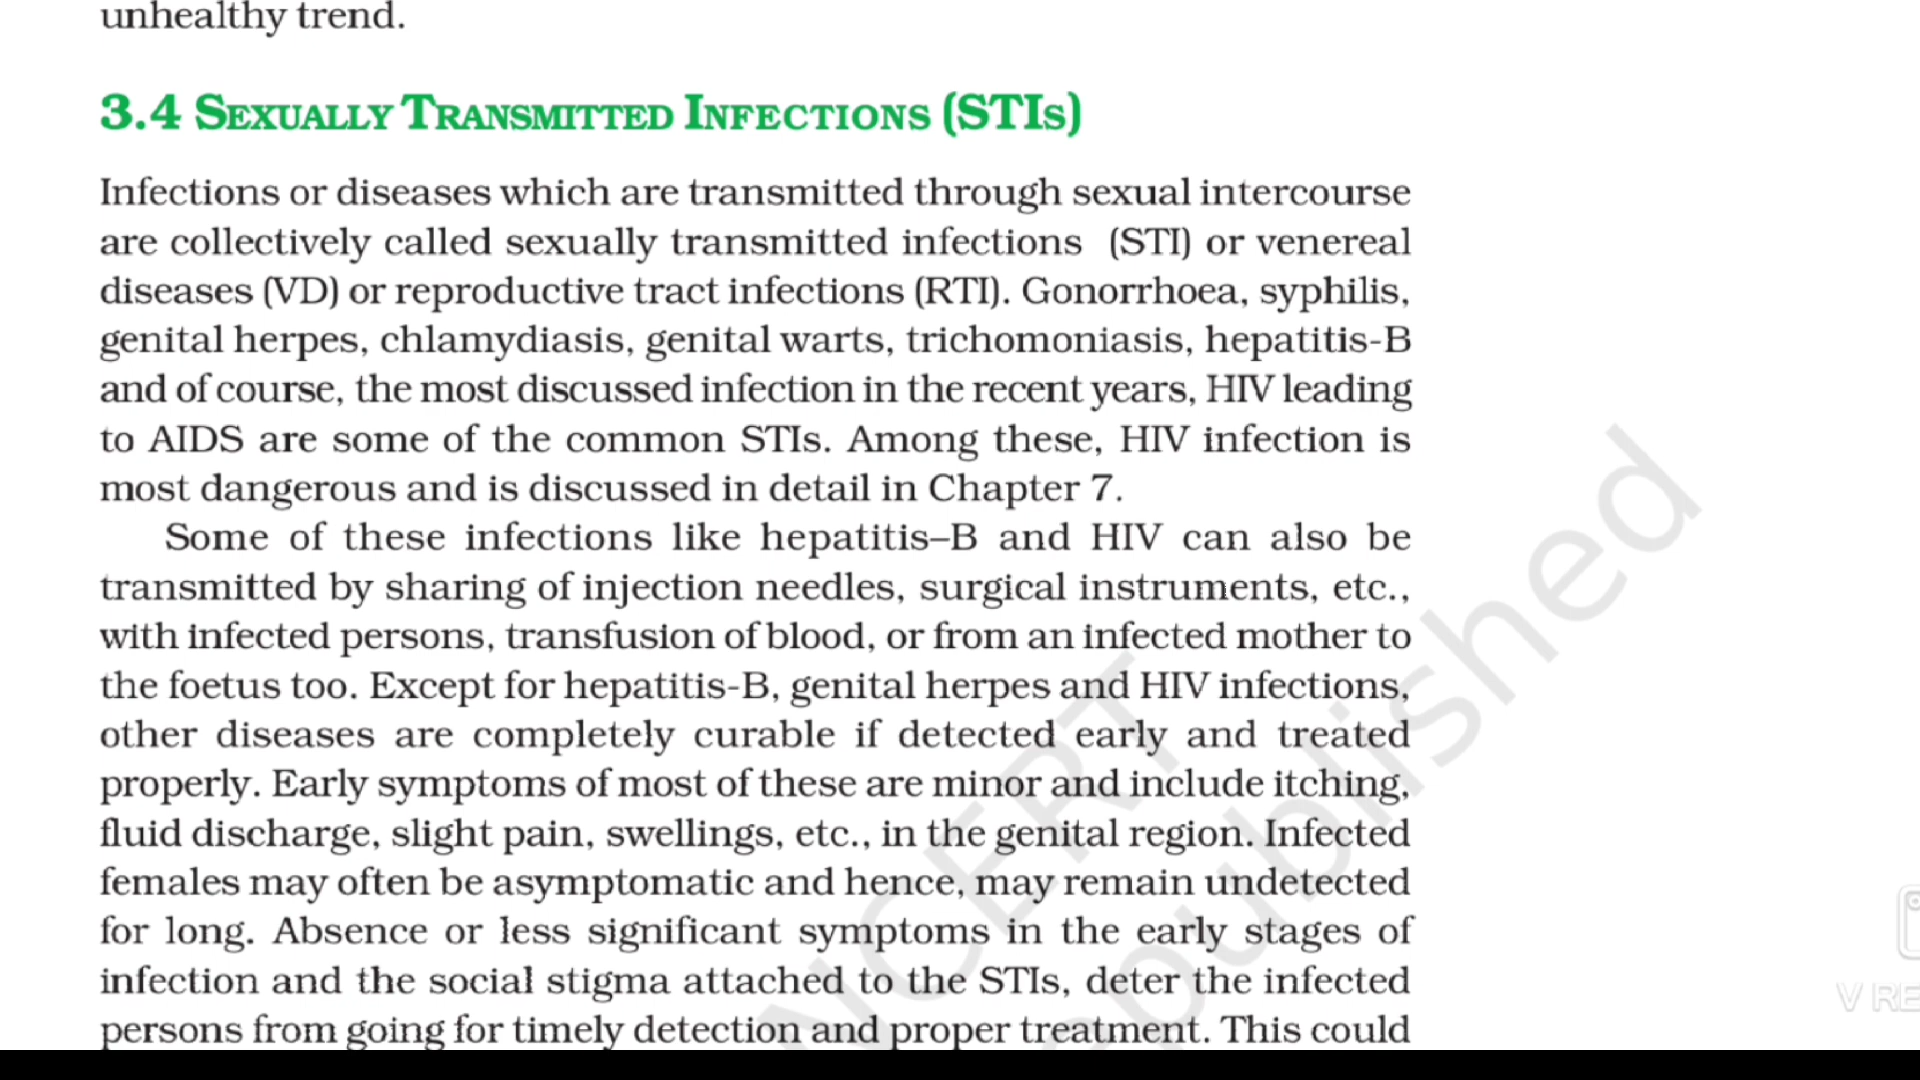 unhealthy trend.
3.4 Sexually Transmitted Infections (STIs)
Infections or diseases which are transmitted through sexual intercourse
are collectively called sexually transmitted infections (STI) or venereal
diseases (VD) or reproductive tract infections (RTI). Gonorrhoea, syphilis,
genital herpes, chlamydiasis, genital warts, trichomoniasis, hepatitis-B
and of course, the most discussed infection in the recent years, HIV leading
to AIDS are some of the common STIs. Among these, HIV infection is
most dangerous and is discussed in detail in Chapter 7.
Some of these infections like hepatitis–B and HIV can also be
transmitted by sharing of injection needles, surgical instruments, etc.,
with infected persons, transfusion of blood, or from an infected mother to
the foetus too. Except for hepatitis-B, genital herpes and HIV infections,
other diseases are completely curable if detected early and treated
properly. Early symptoms of most of these are minor and include itching,
fluid discharge, slight pain, swellings, etc., in the genital region. Infected
females may often be asymptomatic and hence, may remain undetected
for long. Absence or less significant symptoms in the early stages of
infection and the social stigma attached to the STIs, deter the infected
persons from going for timely detection and proper treatment. This could
NCERT
published
V RE